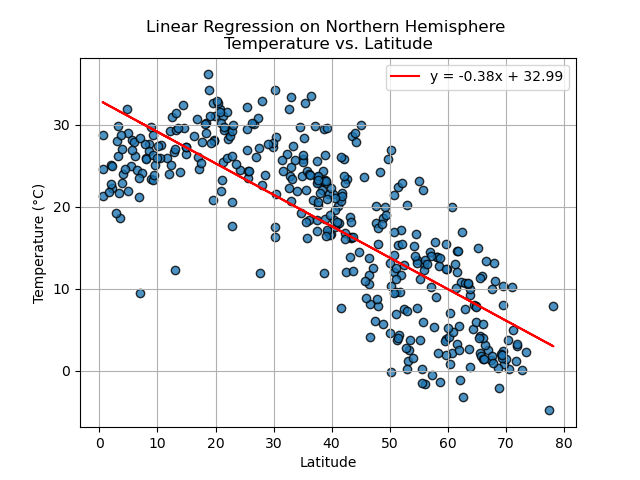 Linear Regression on Northern Hemisphere
Temperature vs. Latitude
y = -0.38x + 32.99
30
20
10
0
Temperature (°C)
0 10 20 30 40 50 60 70 80
Latitude